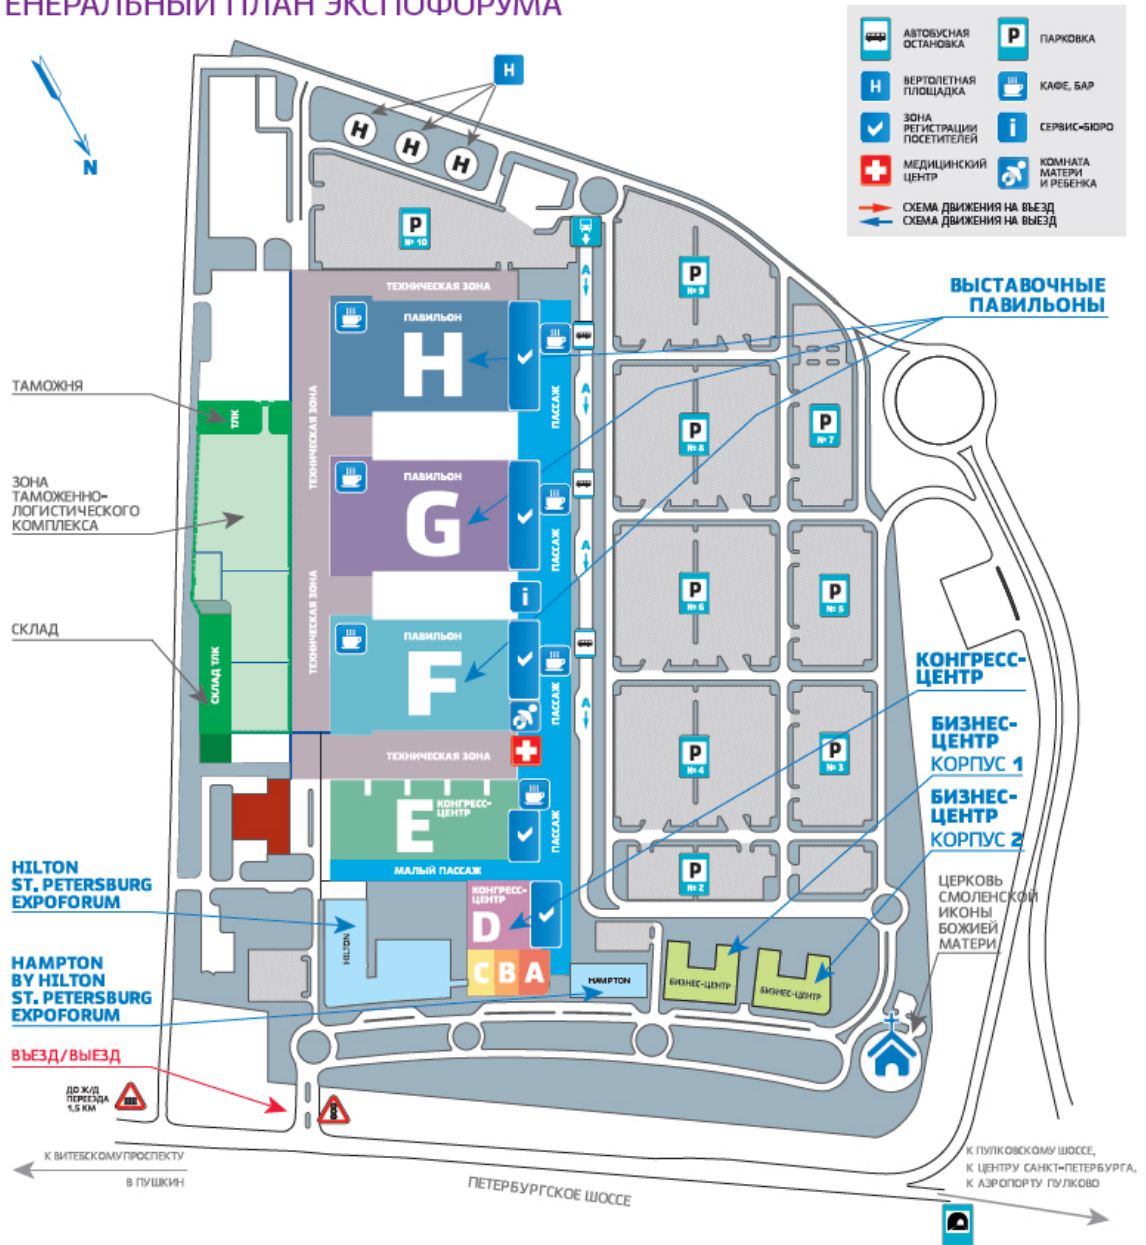 ЕНЕРАЛЬНЫЙ ПЛАН ЭКСПОФОРУМА
АВТОБУСНАЯ
ОСТАНОВКА
P
ПАРКОВКА
H
ВЕРТОЛЕТНАЯ
ПЛОЩАДКА
КАФЕ, БАР
ЗОНА
РЕГИСТРАЦИИ
ПОСЕТИТЕЛЕЙ
i
СЕРВИС-БЮРО
МЕДИЦИНСКИЙ
ЦЕНТР
КОМНАТА
МАТЕРИ
И РЕБЕНКА
СХЕМА ДВИЖЕНИЯ НА ВЪЕЗД
СХЕМА ДВИЖЕНИЯ НА ВЫЕЗД
N
H
H
H
H
P
№ 10
P
№ 9
ВЫСТАВОЧНЫЕ
ПАВИЛЬОНЫ
ТЕХНИЧЕСКАЯ ЗОНА
A
ПАВИЛЬОН
H
ПАССАЖ
A
ТЕХНИЧЕСКАЯ ЗОНА
ТАМОЖНЯ
ТЛК
P
№ 8
P
№ 7
ЗОНА
ТАМОЖЕННО-
ЛОГИСТИЧЕСКОГО
КОМПЛЕКСА
ПАВИЛЬОН
G
ПАССАЖ
A
i
P
№ 6
P
№ 5
ТЕХНИЧЕСКАЯ ЗОНА
СКЛАД
СКЛАД ТЛК
ПАВИЛЬОН
F
ПАССАЖ
A
КОНГРЕСС-
ЦЕНТР
P
№ 4
P
№ 3
БИЗНЕС-
ЦЕНТР
КОРПУС 1
ТЕХНИЧЕСКАЯ ЗОНА
E
КОНГРЕСС-
ЦЕНТР
ПАССАЖ
БИЗНЕС-
ЦЕНТР
КОРПУС 2
МАЛЫЙ ПАССАЖ
P
№ 2
HILTON
ST. PETERSBURG
EXPOFORUM
КОНГРЕСС-
ЦЕНТР
D
HILTON
ЦЕРКОВЬ
СМОЛЕНСКОЙ
ИКОНЫ
БОЖИЕЙ
МАТЕРИ
HAMPTON
BY HILTON
ST. PETERSBURG
EXPOFORUM
C B A
HAMPTON
БИЗНЕС-ЦЕНТР
БИЗНЕС-ЦЕНТР
ВЪЕЗД/ВЫЕЗД
ДО Ж/Д
ПЕРЕЕЗДА
1,5 КМ
К ВИТЕБСКОМУ ПРОСПЕКТУ
В ПУШКИН
ПЕТЕРБУРГСКОЕ ШОССЕ
К ПУЛКОВСКОМУ ШОССЕ,
К ЦЕНТРУ САНКТ-ПЕТЕРБУРГА,
К АЭРОПОРТУ ПУЛКОВО